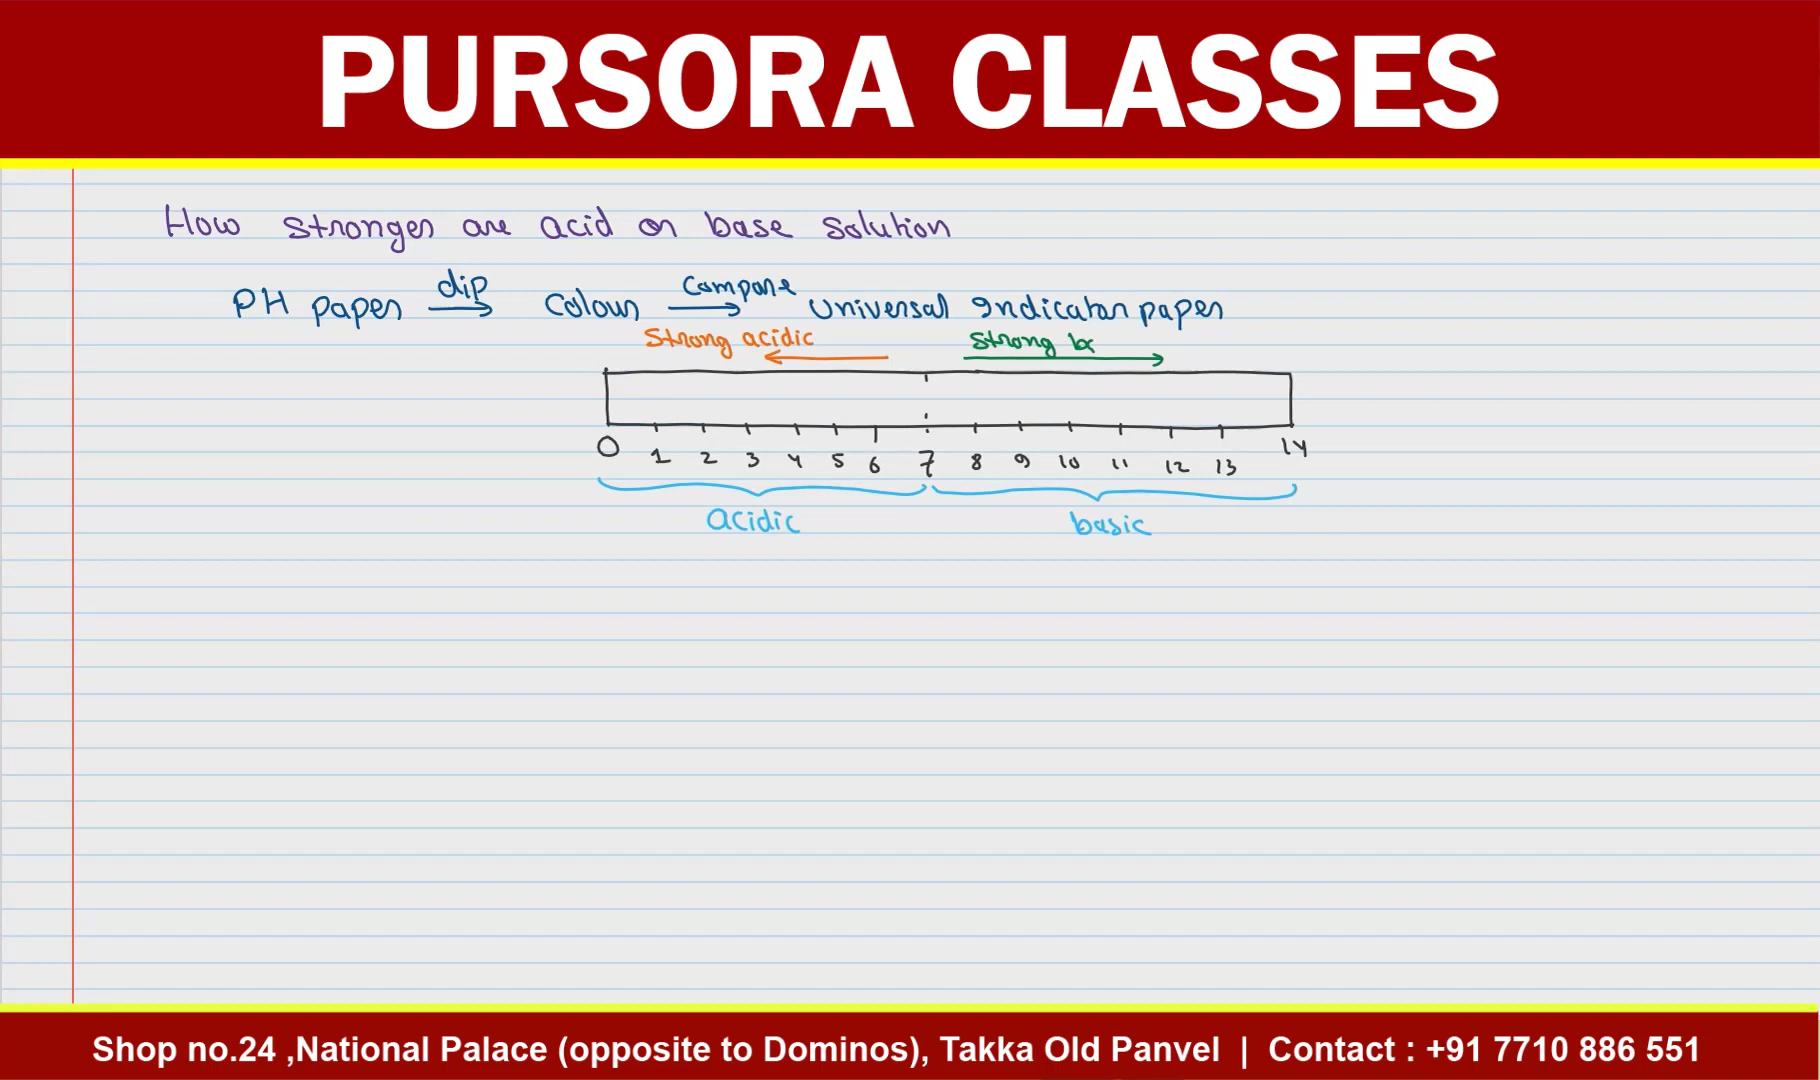 PURSORA CLASSES
How stronger are acid or base solution
PH paper dip Colour Compare Universal Indicator paper
Strong acidic Strong ba
0 1 2 3 4 5 6 7 8 9 10 11 12 13 14
acidic basic
Shop no.24 ,National Palace (opposite to Dominos), Takka Old Panvel | Contact : +91 7710 886 551